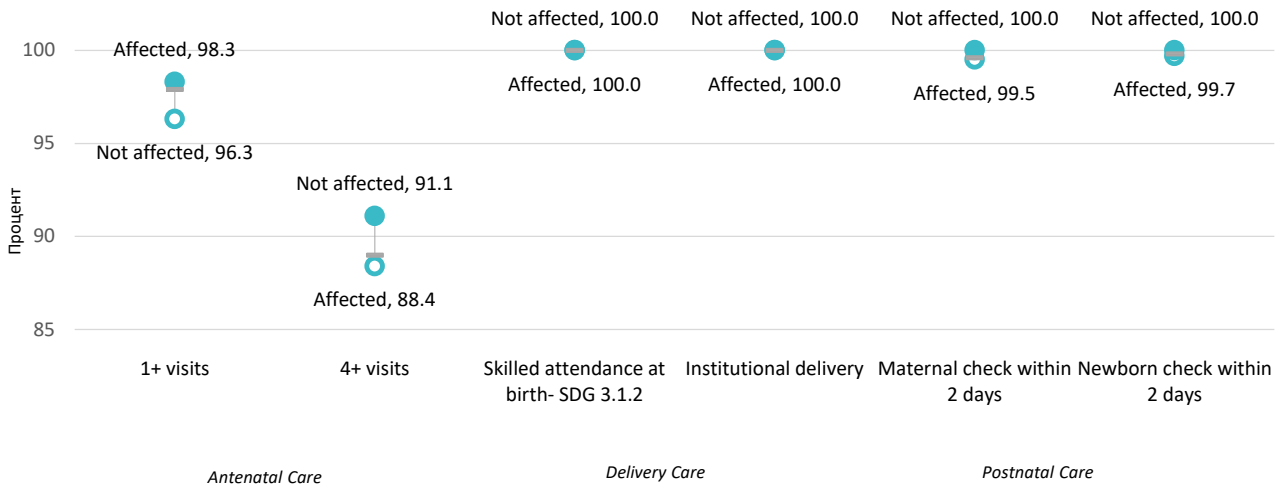 Not affected, 100.0
Not affected, 100.0
Not affected, 100.0
Not affected, 100.0
100
Affected, 98.3
Affected, 100.0
Affected, 100.0
Affected, 99.5
Affected, 99.7
95
Not affected, 96.3
Not affected, 91.1
Процент
90
Affected, 88.4
85
1+ visits
4+ visits
Skilled attendance at
birth- SDG 3.1.2
Institutional delivery
Maternal check within
2 days
Newborn check within
2 days
Antenatal Care
Delivery Care
Postnatal Care